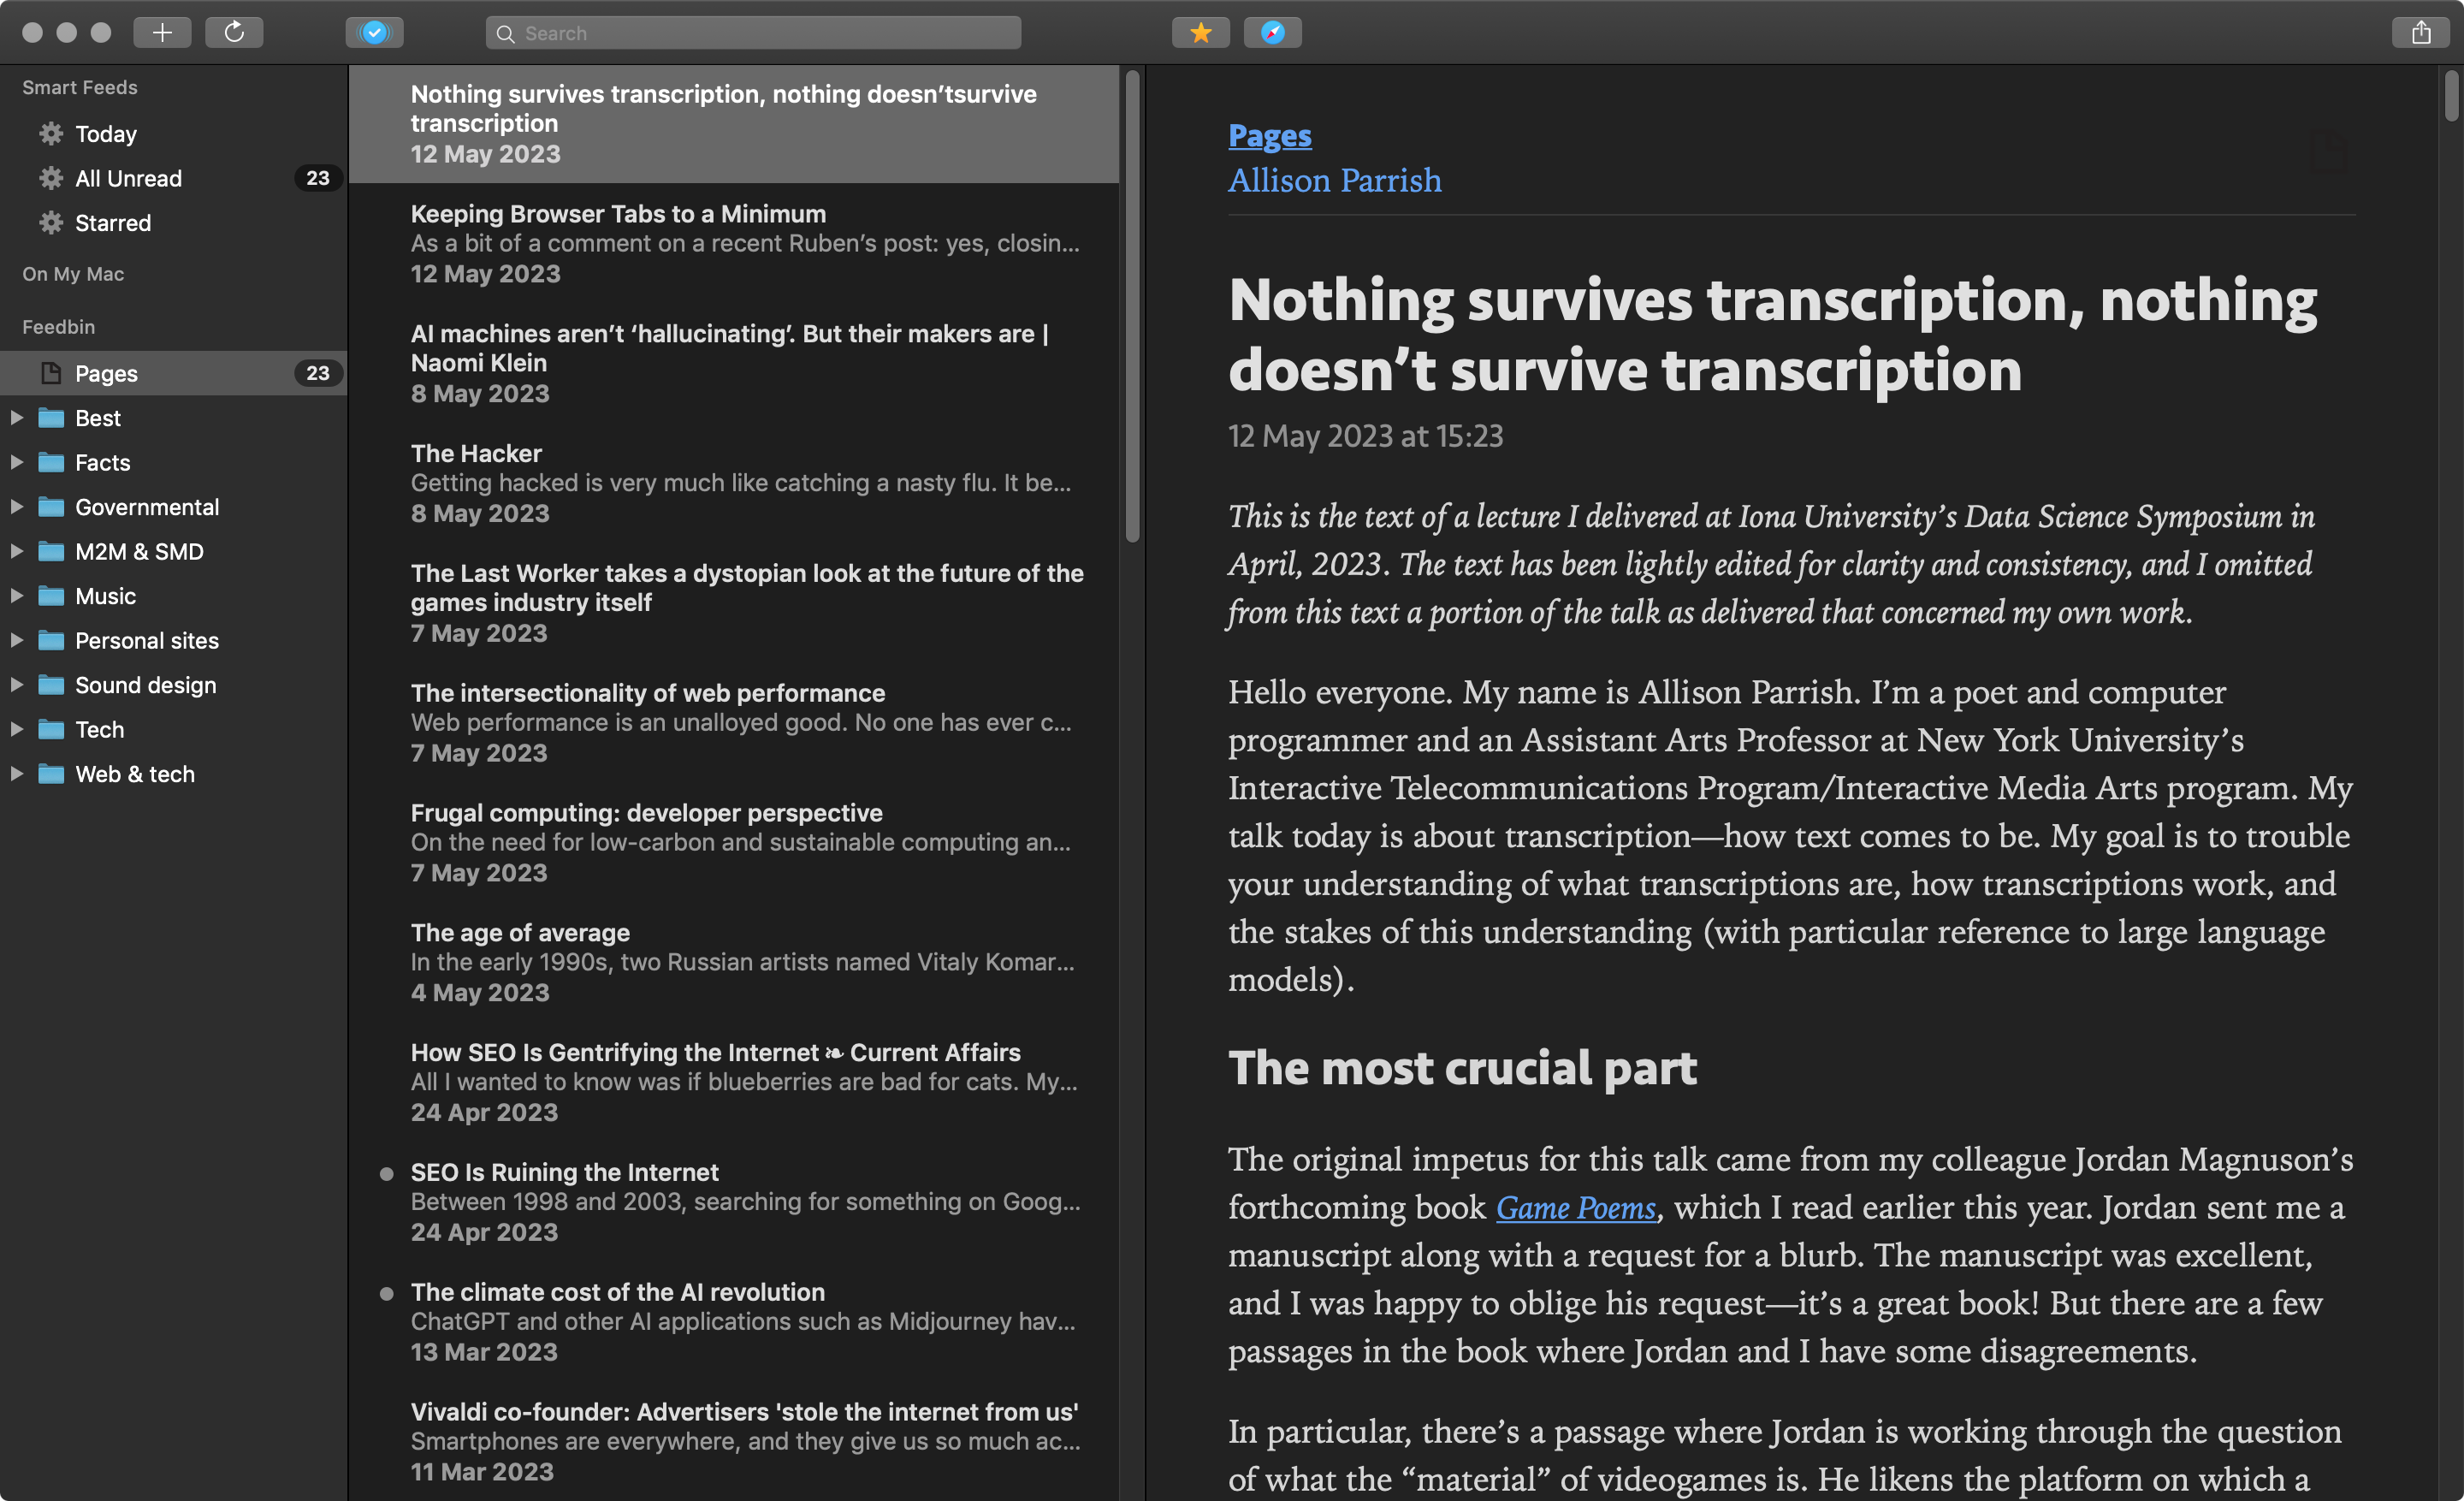 Search
Smart Feeds
Today
All Unread 23
Starred
On My Mac
Feedbin
Pages 23
Best
Facts
Governmental
M2M & SMD
Music
Personal sites
Sound design
Tech
Web & tech
Nothing survives transcription, nothing doesn’tsurvive
transcription
12 May 2023
Keeping Browser Tabs to a Minimum
As a bit of a comment on a recent Ruben’s post: yes, closin...
12 May 2023
AI machines aren’t ‘hallucinating’. But their makers are |
Naomi Klein
8 May 2023
The Hacker
Getting hacked is very much like catching a nasty flu. It be...
8 May 2023
The Last Worker takes a dystopian look at the future of the
games industry itself
7 May 2023
The intersectionality of web performance
Web performance is an unalloyed good. No one has ever c...
7 May 2023
Frugal computing: developer perspective
On the need for low-carbon and sustainable computing an...
7 May 2023
The age of average
In the early 1990s, two Russian artists named Vitaly Komar...
4 May 2023
How SEO Is Gentrifying the Internet ❧ Current Affairs
All I wanted to know was if blueberries are bad for cats. My...
24 Apr 2023
SEO Is Ruining the Internet
Between 1998 and 2003, searching for something on Goog...
24 Apr 2023
The climate cost of the AI revolution
ChatGPT and other AI applications such as Midjourney hav...
13 Mar 2023
Vivaldi co-founder: Advertisers 'stole the internet from us'
Smartphones are everywhere, and they give us so much ac...
11 Mar 2023
Pages
Allison Parrish
Nothing survives transcription, nothing
doesn’t survive transcription
12 May 2023 at 15:23
This is the text of a lecture I delivered at Iona University’s Data Science Symposium in
April, 2023. The text has been lightly edited for clarity and consistency, and I omitted
from this text a portion of the talk as delivered that concerned my own work.
Hello everyone. My name is Allison Parrish. I’m a poet and computer
programmer and an Assistant Arts Professor at New York University’s
Interactive Telecommunications Program/Interactive Media Arts program. My
talk today is about transcription—how text comes to be. My goal is to trouble
your understanding of what transcriptions are, how transcriptions work, and
the stakes of this understanding (with particular reference to large language
models).
The most crucial part
The original impetus for this talk came from my colleague Jordan Magnuson’s
forthcoming book Game Poems, which I read earlier this year. Jordan sent me a
manuscript along with a request for a blurb. The manuscript was excellent,
and I was happy to oblige his request—it’s a great book! But there are a few
passages in the book where Jordan and I have some disagreements.
In particular, there’s a passage where Jordan is working through the question
of what the “material” of videogames is. He likens the platform on which a